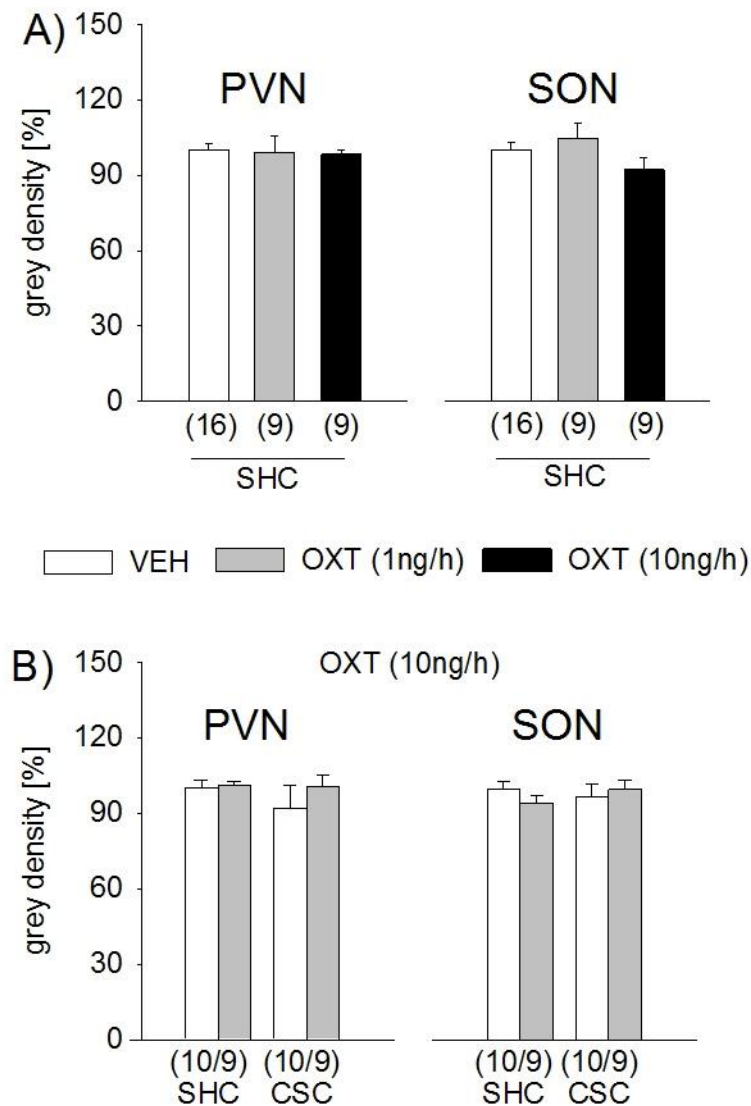 A)
PVN
SON
grey density [%]
150
120
90
60
30
0
(16) (9) (9)
SHC
(16) (9) (9)
SHC
VEH OXT (1ng/h) OXT (10ng/h)
B)
OXT (10ng/h)
PVN
SON
grey density [%]
150
120
90
60
30
0
(10/9) (10/9)
SHC CSC
(10/9) (10/9)
SHC CSC